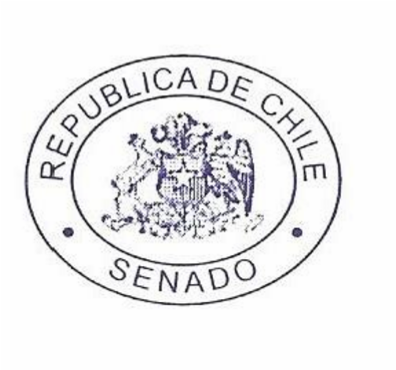 REPUBLICA DE CHILE
SENADO